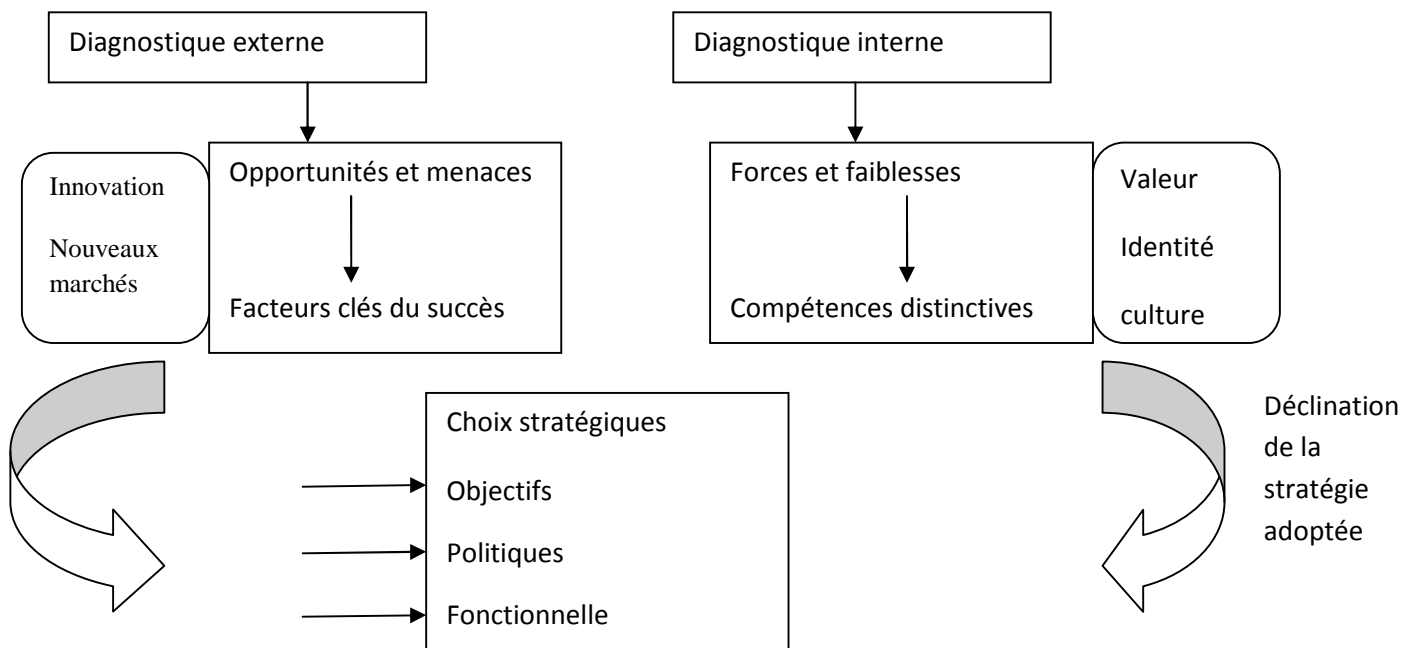 Diagnostique externe
Diagnostique interne
Innovation
Nouveaux
marchés
Opportunités et menaces
Facteurs clés du succès
Forces et faiblesses
Compétences distinctives
Valeur
Identité
culture
Choix stratégiques
Objectifs
Politiques
Fonctionnelle
Déclination
de la
stratégie
adoptée